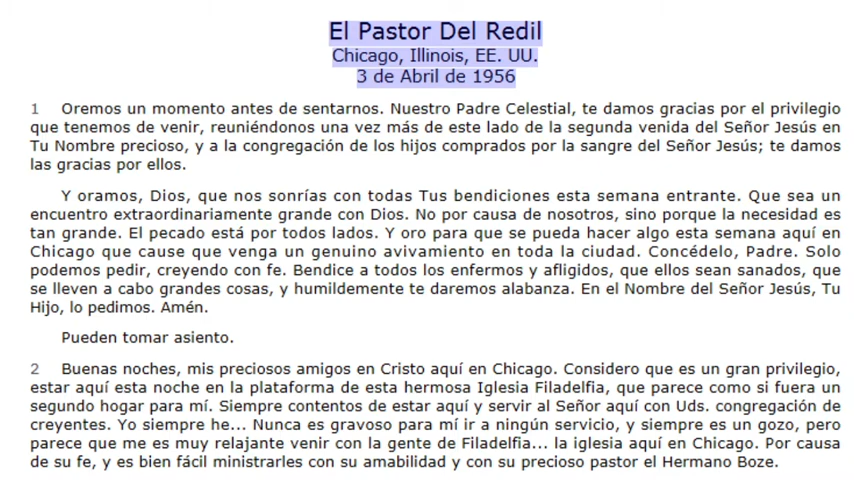 El Pastor Del Redil
Chicago, Illinois, EE. UU.
3 de Abril de 1956
1 Oremos un momento antes de sentarnos. Nuestro Padre Celestial, te damos gracias por el privilegio
que tenemos de venir, reuniéndonos una vez más de este lado de la segunda venida del Señor Jesús en
Tu Nombre precioso, y a la congregación de los hijos comprados por la sangre del Señor Jesús; te damos
las gracias por ellos.
Y oramos, Dios, que nos sonrías con todas Tus bendiciones esta semana entrante. Que sea un
encuentro extraordinariamente grande con Dios. No por causa de nosotros, sino porque la necesidad es
tan grande. El pecado está por todos lados. Y oro para que se pueda hacer algo esta semana aquí en
Chicago que cause que venga un genuino avivamiento en toda la ciudad. Concédelo, Padre. Solo
podemos pedir, creyendo con fe. Bendice a todos los enfermos y afligidos, que ellos sean sanados, que
se lleven a cabo grandes cosas, y humildemente te daremos alabanza. En el Nombre del Señor Jesús, Tu
Hijo, lo pedimos. Amén.
Pueden tomar asiento.
2 Buenas noches, mis preciosos amigos en Cristo aquí en Chicago. Considero que es un gran privilegio,
estar aquí esta noche en la plataforma de esta hermosa Iglesia Filadelfia, que parece como si fuera un
segundo hogar para mí. Siempre contentos de estar aquí y servir al Señor aquí con Uds. congregación de
creyentes. Yo siempre he... Nunca es gravoso para mí ir a ningún servicio, y siempre es un gozo, pero
parece que me es muy relajante venir con la gente de Filadelfia... la iglesia aquí en Chicago. Por causa
de su fe, y es bien fácil ministrarles con su amabilidad y con su precioso pastor el Hermano Boze.